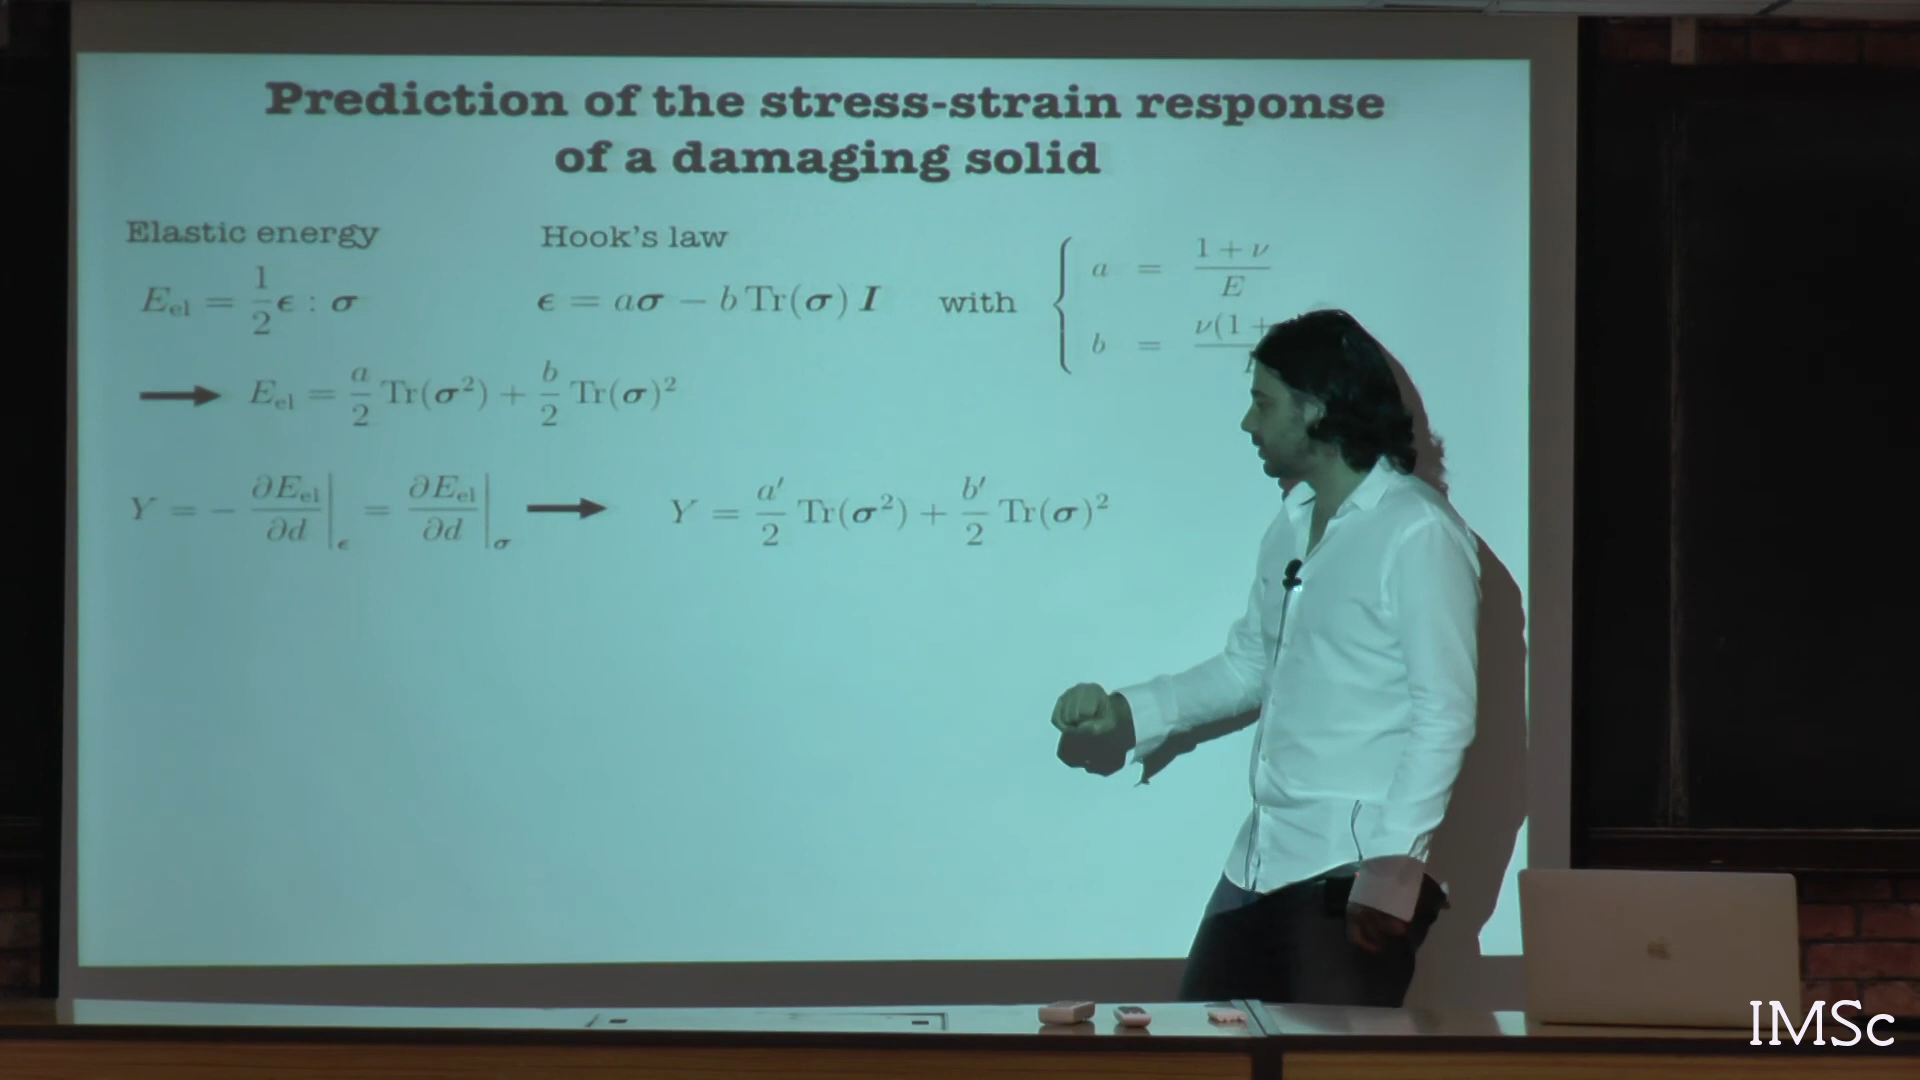 Prediction of the stress-strain response
of a damaging solid
Elastic energy
Hook's law
E_el = 1/2 ϵ : σ
ϵ = aσ − b Tr(σ) I with { a = (1 + ν)/E
b = ν(1 +
→ E_el = a/2 Tr(σ²) + b/2 Tr(σ)²
Y = − ∂E_el/∂d |_ϵ = ∂E_el/∂d |_σ → Y = a′/2 Tr(σ²) + b′/2 Tr(σ)²
IMSc